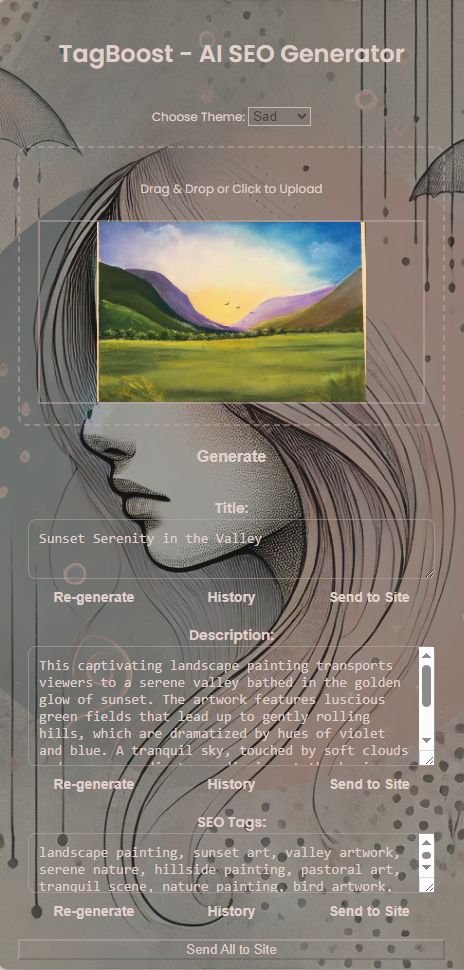 TagBoost - AI SEO Generator
Choose Theme: Sad
Drag & Drop or Click to Upload
Generate
Title:
Sunset Serenity in the Valley
Re-generate History Send to Site
Description:
This captivating landscape painting transports
viewers to a serene valley bathed in the golden
glow of sunset. The artwork features luscious
green fields that lead up to gently rolling
hills, which are dramatized by hues of violet
and blue. A tranquil sky, touched by soft clouds
Re-generate History Send to Site
SEO Tags:
landscape painting, sunset art, valley artwork,
serene nature, hillside painting, pastoral art,
tranquil scene, nature painting, bird artwork,
Re-generate History Send to Site
Send All to Site